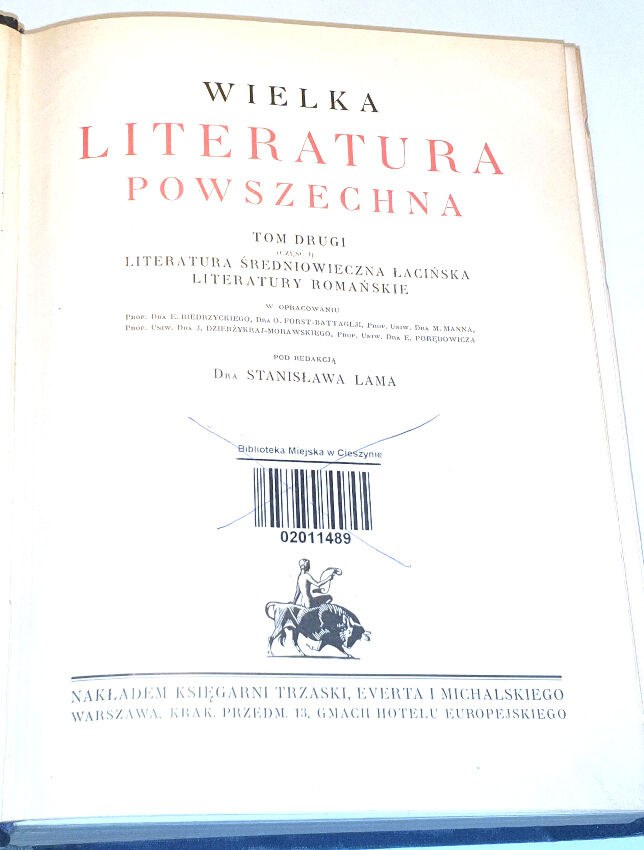 WIELKA
LITERATURA
POWSZECHNA
TOM DRUGI
(CZĘŚĆ I)
LITERATURA ŚREDNIOWIECZNA ŁACIŃSKA
LITERATURY ROMAŃSKIE
W OPRACOWANIU
Prof. Dra E. BIEDRZYCKIEGO, Dra O. FORST-BATTAGLJI, Prof. Uniw. Dra M. MANNA,
Prof. Uniw. Dra J. DZIERŻYKRAJ-MORAWSKIEGO, Prof. Uniw. Dra E. PORĘBOWICZA
POD REDAKCJĄ
Dra STANISŁAWA LAMA
Biblioteka Miejska w Cieszynie
02011489
NAKŁADEM KSIĘGARNI TRZASKI, EVERTA I MICHALSKIEGO
WARSZAWA, KRAK. PRZEDM. 13, GMACH HOTELU EUROPEJSKIEGO